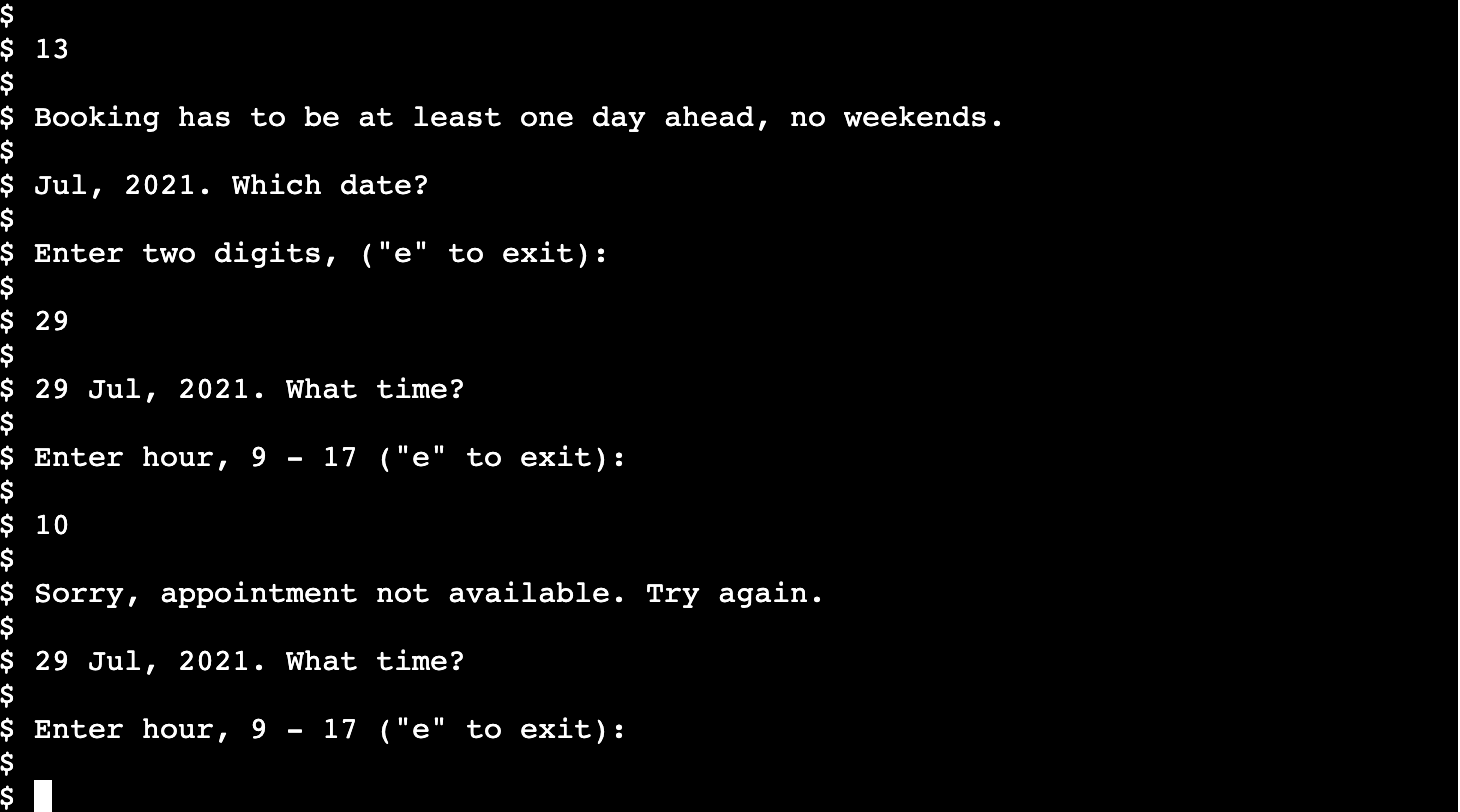 $
$ 13
$
$ Booking has to be at least one day ahead, no weekends.
$
$ Jul, 2021. Which date?
$
$ Enter two digits, ("e" to exit):
$
$ 29
$
$ 29 Jul, 2021. What time?
$
$ Enter hour, 9 - 17 ("e" to exit):
$
$ 10
$
$ Sorry, appointment not available. Try again.
$
$ 29 Jul, 2021. What time?
$
$ Enter hour, 9 - 17 ("e" to exit):
$
$